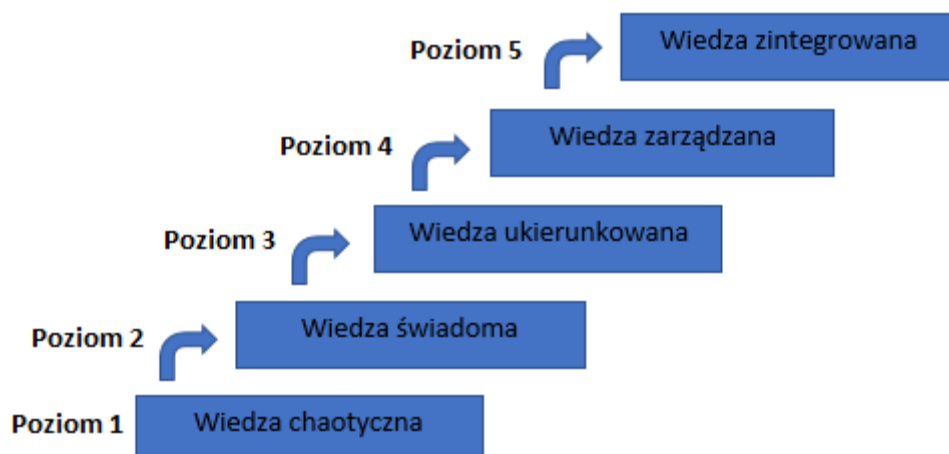 Poziom 5 Wiedza zintegrowana
Poziom 4 Wiedza zarządzana
Poziom 3 Wiedza ukierunkowana
Poziom 2 Wiedza świadoma
Poziom 1 Wiedza chaotyczna